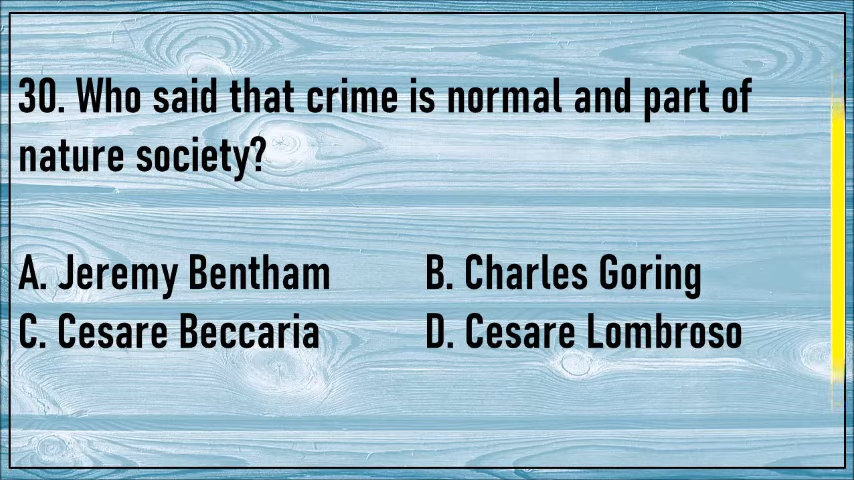 30. Who said that crime is normal and part of
nature society?
A. Jeremy Bentham B. Charles Goring
C. Cesare Beccaria D. Cesare Lombroso